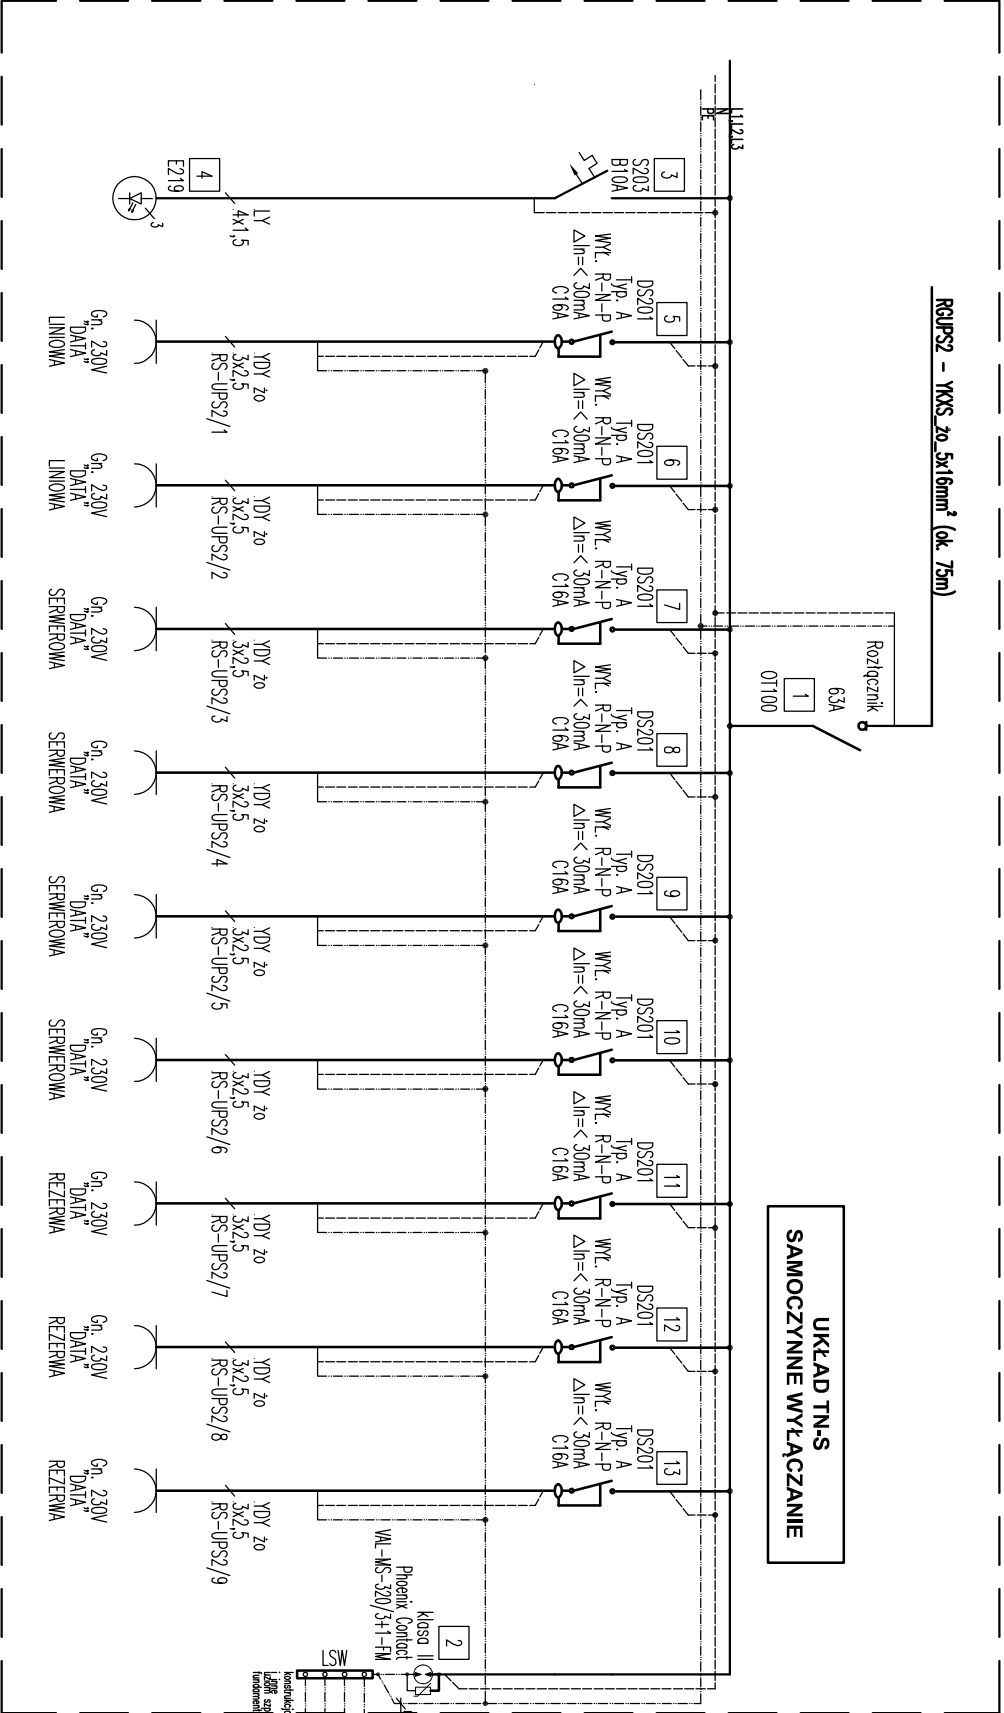 RGUPS2 - YKXS_żo_5x16mm² (ok. 75m)
Rozłącznik
63A
1
OT100
UKŁAD TN-S
SAMOCZYNNE WYŁĄCZANIE
L1,L2,L3
N
PE
3
S203
B10A
LY
4x1,5
4
E219
3
5
DS201
Typ. A
WYŁ. R-N-P
ΔIn=< 30mA
C16A
YDY żo
3x2,5
RS-UPS2/1
Gn. 230V
"DATA"
LINIOWA
6
DS201
Typ. A
WYŁ. R-N-P
ΔIn=< 30mA
C16A
YDY żo
3x2,5
RS-UPS2/2
Gn. 230V
"DATA"
LINIOWA
7
DS201
Typ. A
WYŁ. R-N-P
ΔIn=< 30mA
C16A
YDY żo
3x2,5
RS-UPS2/3
Gn. 230V
"DATA"
SERWEROWA
8
DS201
Typ. A
WYŁ. R-N-P
ΔIn=< 30mA
C16A
YDY żo
3x2,5
RS-UPS2/4
Gn. 230V
"DATA"
SERWEROWA
9
DS201
Typ. A
WYŁ. R-N-P
ΔIn=< 30mA
C16A
YDY żo
3x2,5
RS-UPS2/5
Gn. 230V
"DATA"
SERWEROWA
10
DS201
Typ. A
WYŁ. R-N-P
ΔIn=< 30mA
C16A
YDY żo
3x2,5
RS-UPS2/6
Gn. 230V
"DATA"
SERWEROWA
11
DS201
Typ. A
WYŁ. R-N-P
ΔIn=< 30mA
C16A
YDY żo
3x2,5
RS-UPS2/7
Gn. 230V
"DATA"
REZERWA
12
DS201
Typ. A
WYŁ. R-N-P
ΔIn=< 30mA
C16A
YDY żo
3x2,5
RS-UPS2/8
Gn. 230V
"DATA"
REZERWA
13
DS201
Typ. A
WYŁ. R-N-P
ΔIn=< 30mA
C16A
YDY żo
3x2,5
RS-UPS2/9
Gn. 230V
"DATA"
REZERWA
2
klasa II
Phoenix Contact
VAL-MS-320/3+1-FM
LSW